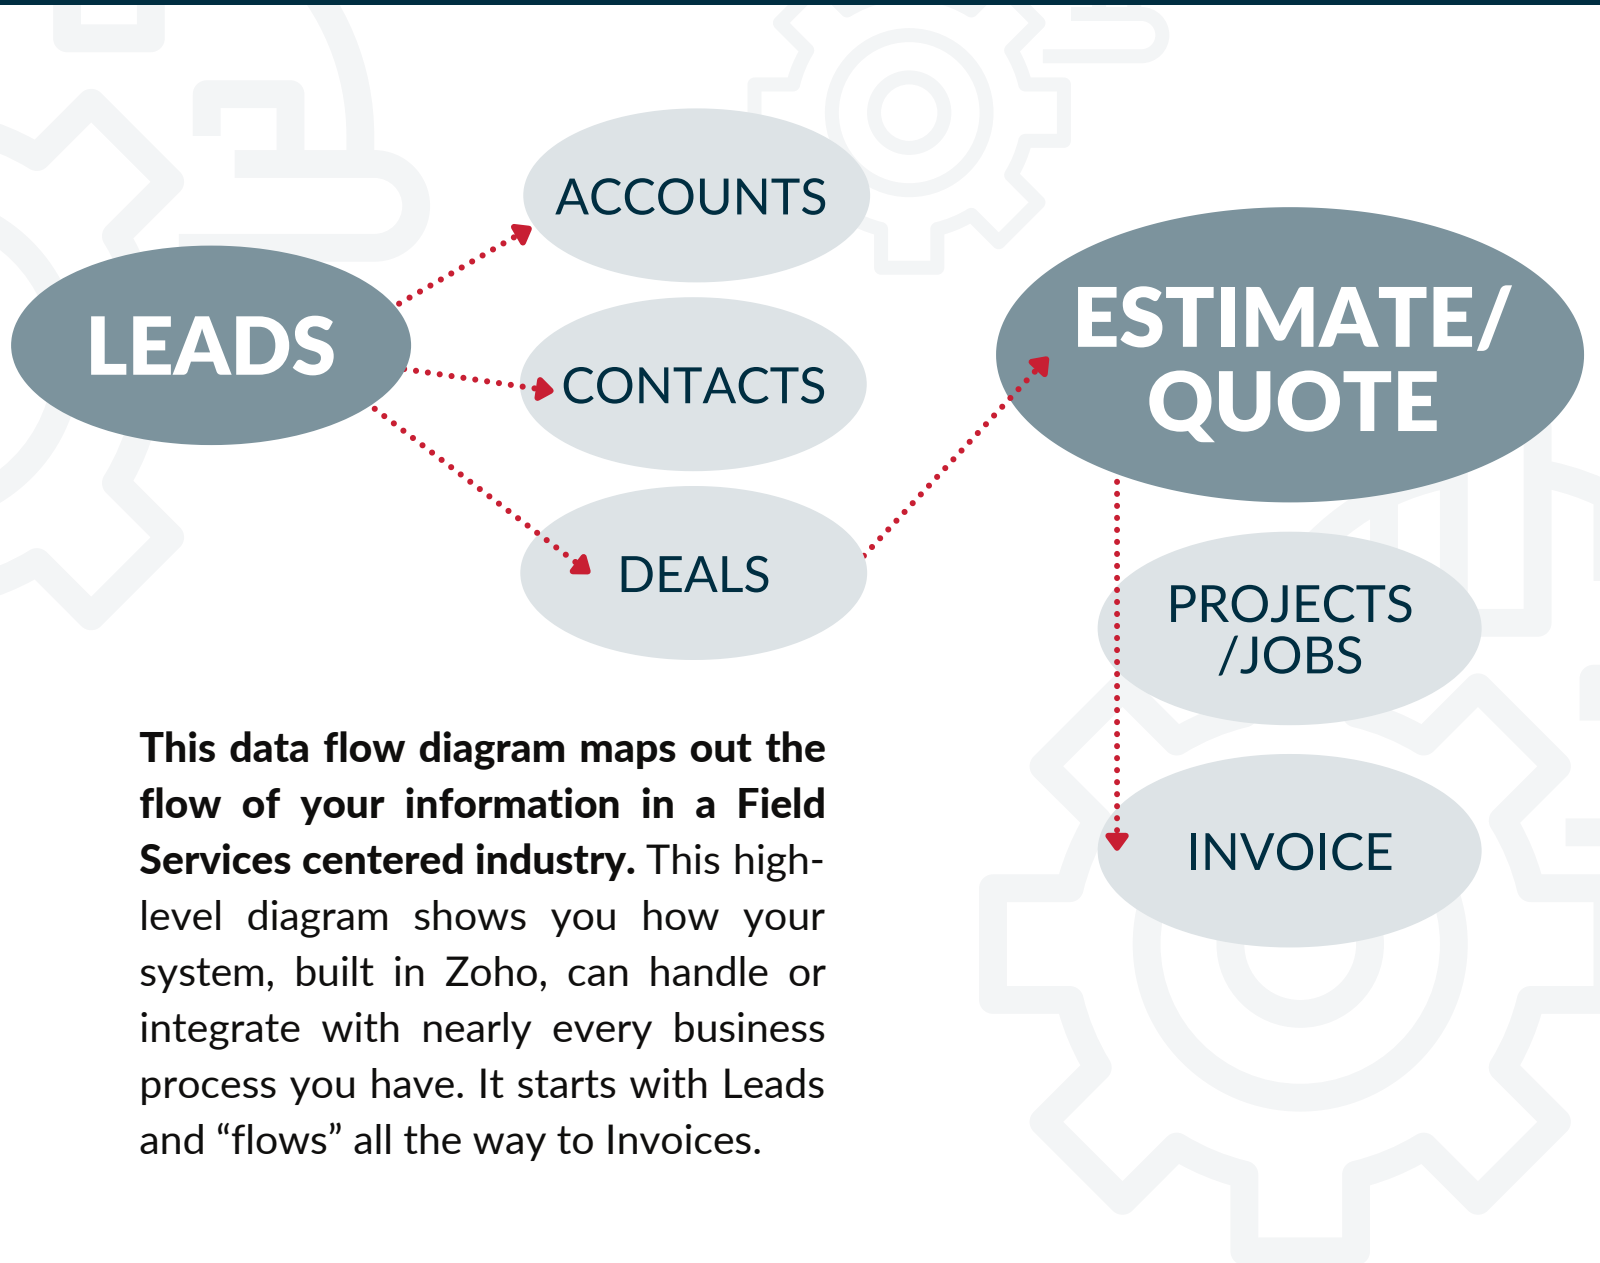 ACCOUNTS
LEADS
CONTACTS
DEALS
ESTIMATE/
QUOTE
PROJECTS
/JOBS
INVOICE
This data flow diagram maps out the
flow of your information in a Field
Services centered industry. This high-
level diagram shows you how your
system, built in Zoho, can handle or
integrate with nearly every business
process you have. It starts with Leads
and “flows” all the way to Invoices.